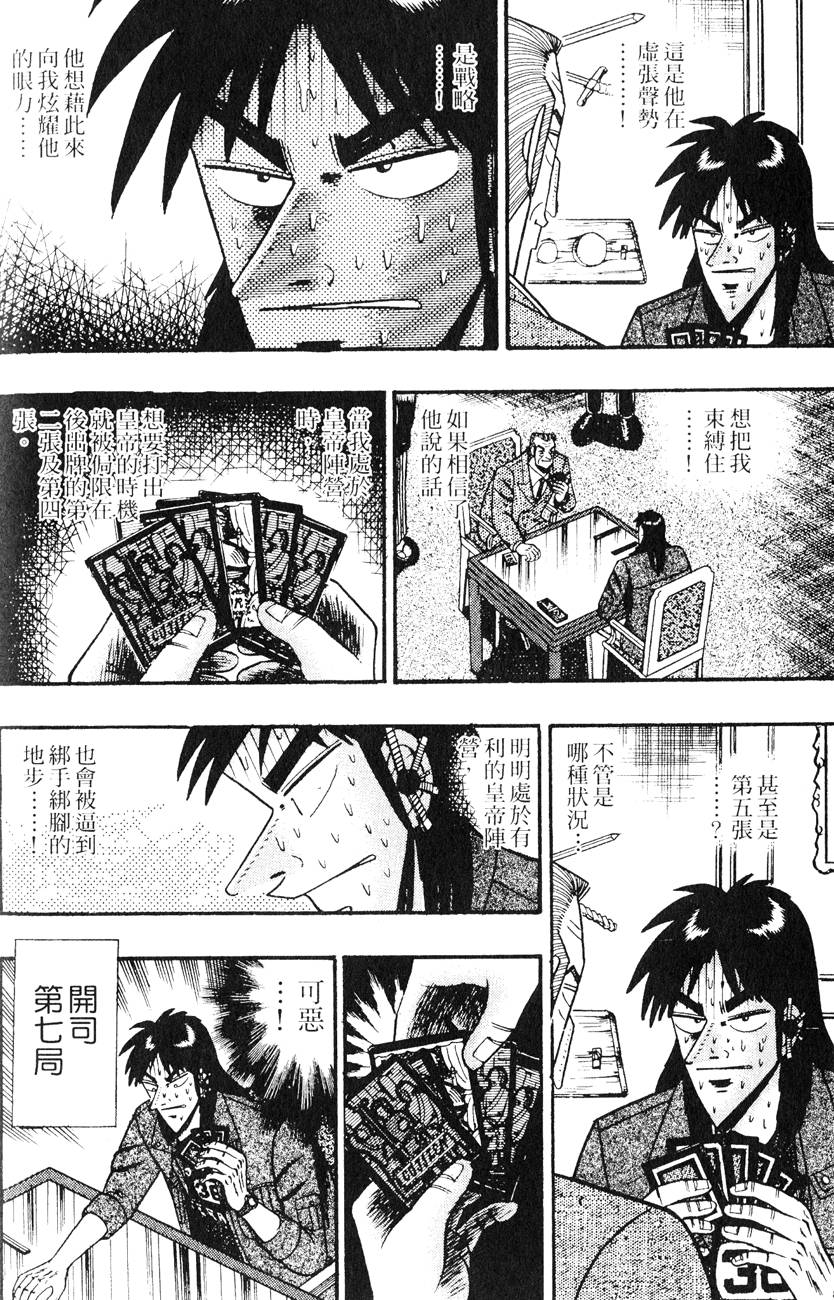 這是他在
虛張聲勢
………！
是戰略
………！
他想藉此來
向我炫耀他
的眼力……
想把我
束縛住
……！
如果相信了
他說的話，
當我處於
皇帝陣營
時，
想要打出
皇帝的時機
就被侷限在
後出牌的第
二張及第四
張。
甚至是
第五張
……？
不管是
哪種狀況…
明明處於有
利的皇帝陣
營，
也會被逼到
綁手綁腳的
地步……！
可惡
…！
開司
第七局
CITIZEN
CITIZEN
36
36